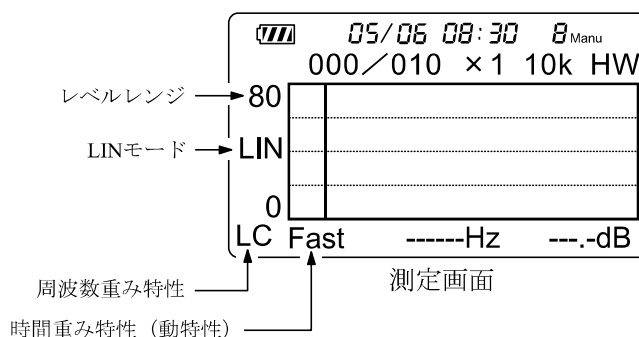 05/06 08:30 8 Manu
000／010 ×1 10k HW
レベルレンジ 80
LINモード LIN
0
LC Fast ------Hz ---.-dB
測定画面
周波数重み特性
時間重み特性（動特性）